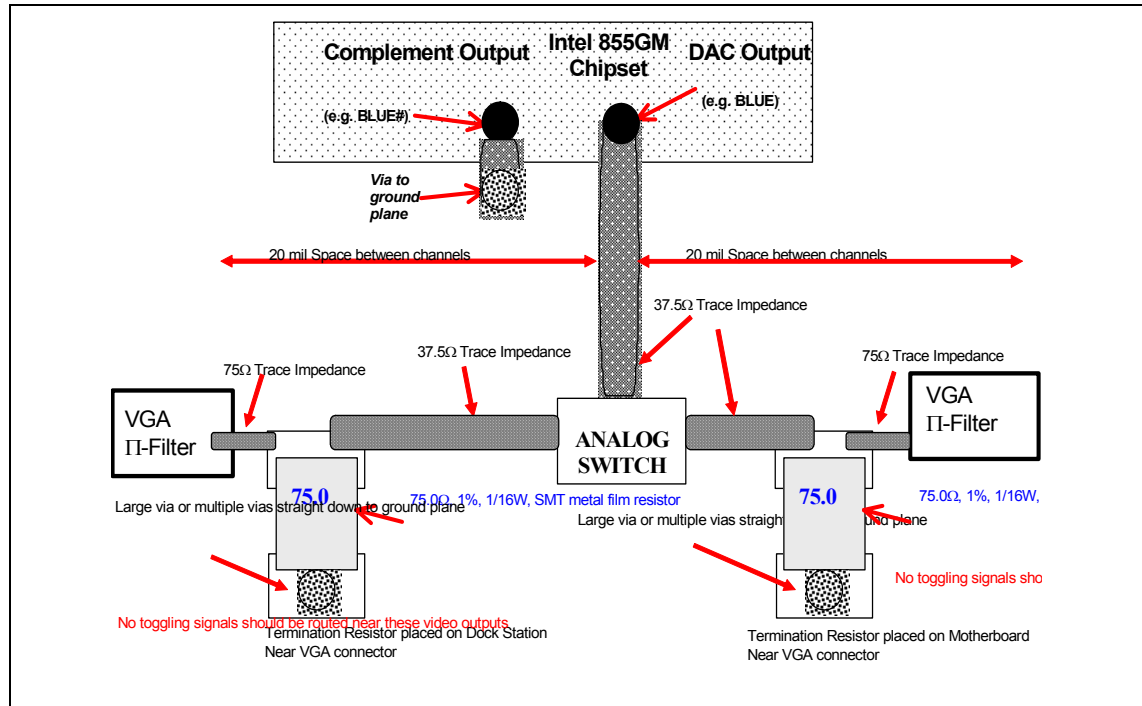 Complement Output
Intel 855GM
Chipset
DAC Output
(e.g. BLUE#)
(e.g. BLUE)
Via to
ground
plane
20 mil Space between channels
20 mil Space between channels
37.5Ω Trace Impedance
37.5Ω Trace Impedance
75Ω Trace Impedance
75Ω Trace Impedance
VGA
Π-Filter
ANALOG
SWITCH
VGA
Π-Filter
75.0
75.0Ω, 1%, 1/16W, SMT metal film resistor
75.0
75.0Ω, 1%, 1/16W,
Large via or multiple vias straight down to ground plane
Large via or multiple vias straight und plane
No toggling signals sho
No toggling signals should be routed near these video outputs
Termination Resistor placed on Dock Station
Near VGA connector
Termination Resistor placed on Motherboard
Near VGA connector